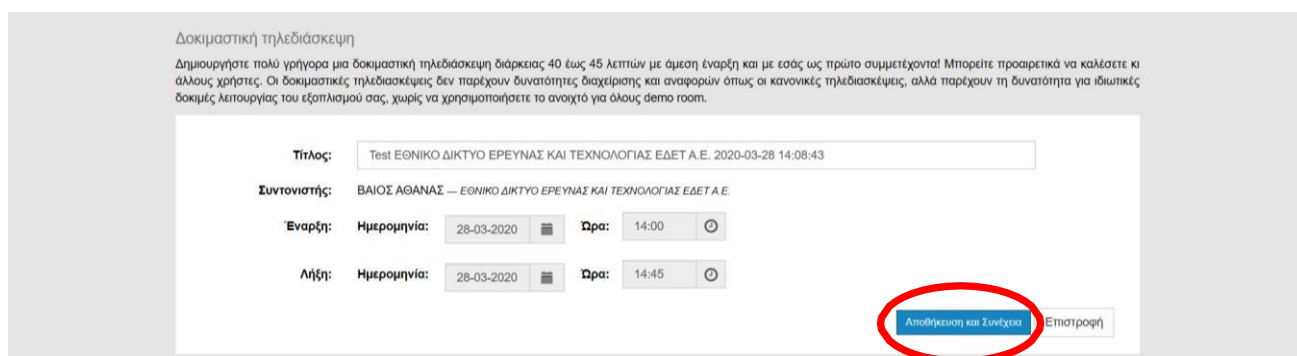 Δοκιμαστική τηλεδιάσκεψη
Δημιουργήστε πολύ γρήγορα μια δοκιμαστική τηλεδιάσκεψη διάρκειας 40 έως 45 λεπτών με άμεση έναρξη και με εσάς ως πρώτο συμμετέχοντα! Μπορείτε προαιρετικά να καλέσετε κι
άλλους χρήστες. Οι δοκιμαστικές τηλεδιασκέψεις δεν παρέχουν δυνατότητες διαχείρισης και αναφορών όπως οι κανονικές τηλεδιασκέψεις, αλλά παρέχουν τη δυνατότητα για ιδιωτικές
δοκιμές λειτουργίας του εξοπλισμού σας, χωρίς να χρησιμοποιήσετε το ανοιχτό για όλους demo room.
Τίτλος: Test ΕΘΝΙΚΟ ΔΙΚΤΥΟ ΕΡΕΥΝΑΣ ΚΑΙ ΤΕΧΝΟΛΟΓΙΑΣ ΕΔΕΤ Α.Ε. 2020-03-28 14:08:43
Συντονιστής: ΒΑΙΟΣ ΑΘΑΝΑΣ — ΕΘΝΙΚΟ ΔΙΚΤΥΟ ΕΡΕΥΝΑΣ ΚΑΙ ΤΕΧΝΟΛΟΓΙΑΣ ΕΔΕΤ Α.Ε.
Έναρξη: Ημερομηνία: 28-03-2020 Ώρα: 14:00
Λήξη: Ημερομηνία: 28-03-2020 Ώρα: 14:45
Αποθήκευση και Συνέχεια Επιστροφή